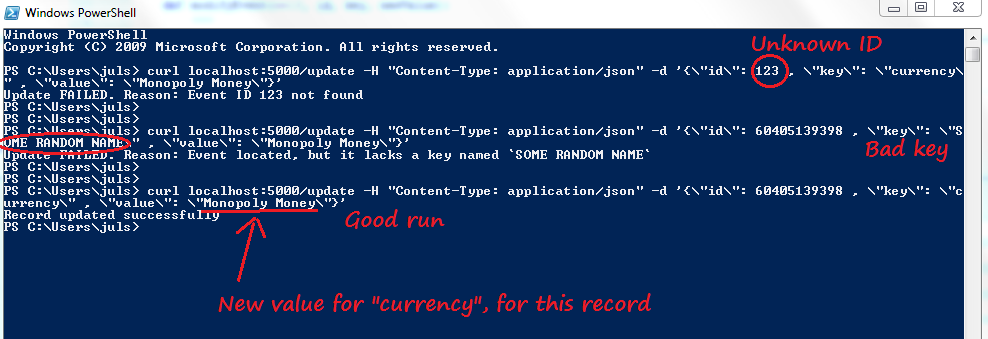 Windows PowerShell
Windows PowerShell
Copyright (C) 2009 Microsoft Corporation. All rights reserved.
Unknown ID
PS C:\Users\juls> curl localhost:5000/update -H "Content-Type: application/json" -d '{\"id\": 123 , \"key\": \"currency\
" , \"value\": \"Monopoly Money\"}'
Update FAILED. Reason: Event ID 123 not found
PS C:\Users\juls>
PS C:\Users\juls>
PS C:\Users\juls> curl localhost:5000/update -H "Content-Type: application/json" -d '{\"id\": 60405139398 , \"key\": \"S
OME RANDOM NAME\" , \"value\": \"Monopoly Money\"}'
Bad key
Update FAILED. Reason: Event located, but it lacks a key named `SOME RANDOM NAME`
PS C:\Users\juls>
PS C:\Users\juls>
PS C:\Users\juls> curl localhost:5000/update -H "Content-Type: application/json" -d '{\"id\": 60405139398 , \"key\": \"c
urrency\" , \"value\": \"Monopoly Money\"}'
Record updated successfully
Good run
PS C:\Users\juls>
New value for "currency", for this record